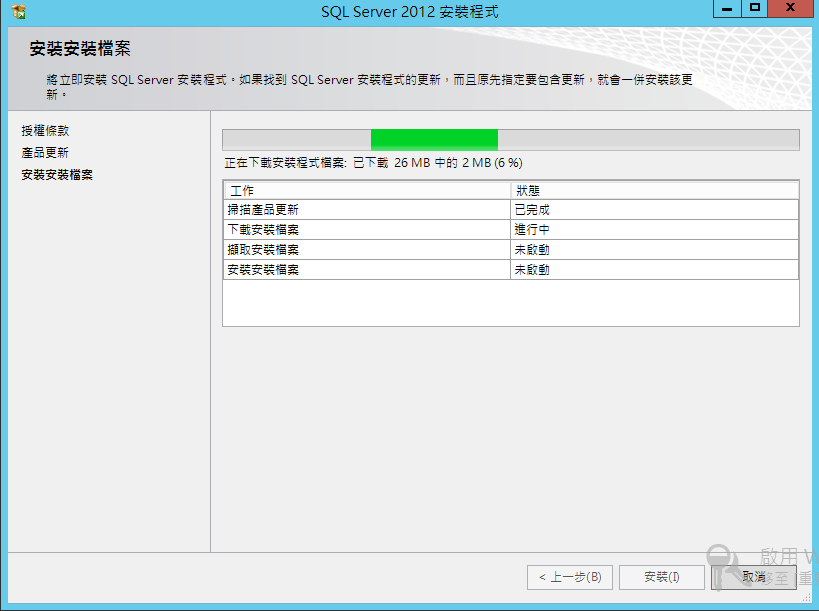 SQL Server 2012 安裝程式
安裝安裝檔案
將立即安裝 SQL Server 安裝程式。如果找到 SQL Server 安裝程式的更新，而且原先指定要包含更新，就會一併安裝該更
新。
授權條款
產品更新
安裝安裝檔案
正在下載安裝程式檔案: 已下載 26 MB 中的 2 MB (6 %)
工作 狀態
掃描產品更新 已完成
下載安裝檔案 進行中
擷取安裝檔案 未啟動
安裝安裝檔案 未啟動
啟用 W
移至
< 上一步(B) 安裝(I) 取消